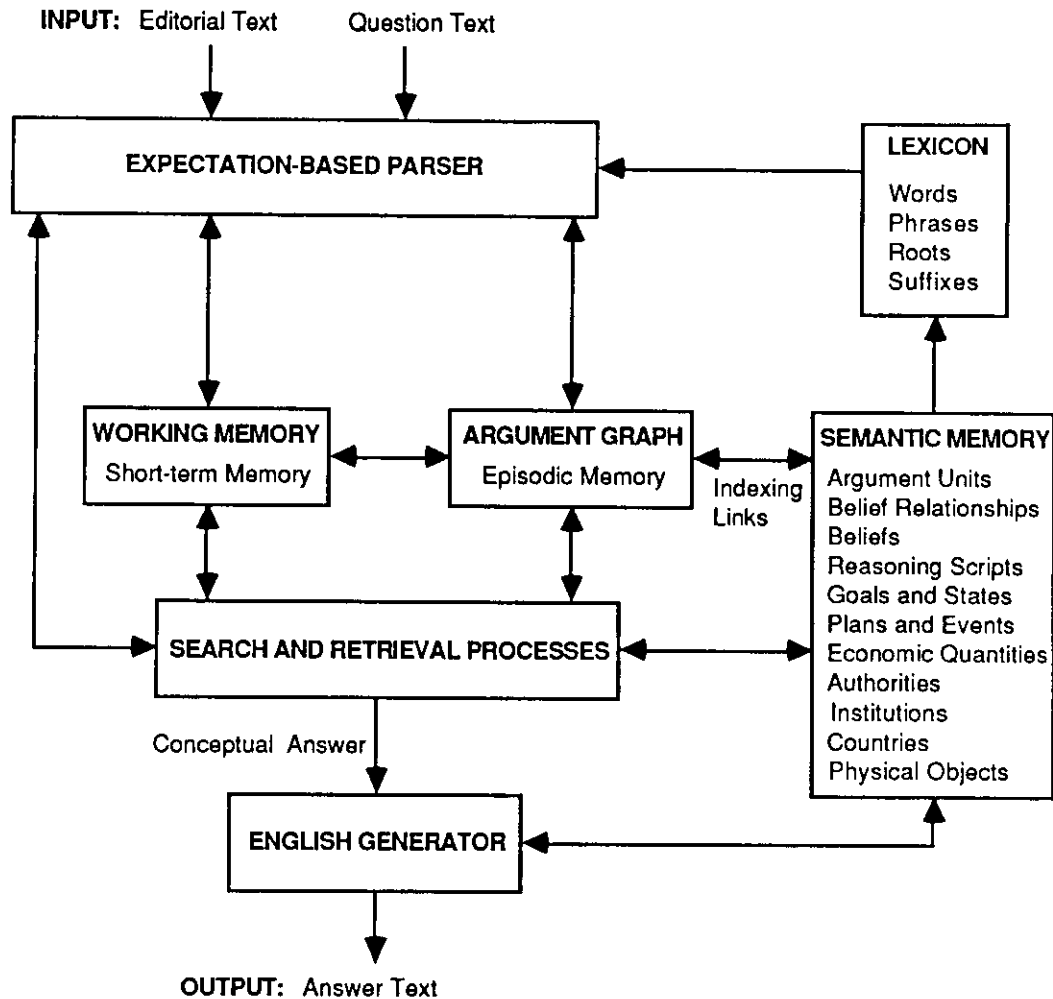 INPUT: Editorial Text Question Text
EXPECTATION-BASED PARSER
LEXICON
Words
Phrases
Roots
Suffixes
WORKING MEMORY
Short-term Memory
ARGUMENT GRAPH
Episodic Memory
Indexing
Links
SEMANTIC MEMORY
Argument Units
Belief Relationships
Beliefs
Reasoning Scripts
Goals and States
Plans and Events
Economic Quantities
Authorities
Institutions
Countries
Physical Objects
SEARCH AND RETRIEVAL PROCESSES
Conceptual Answer
ENGLISH GENERATOR
OUTPUT: Answer Text